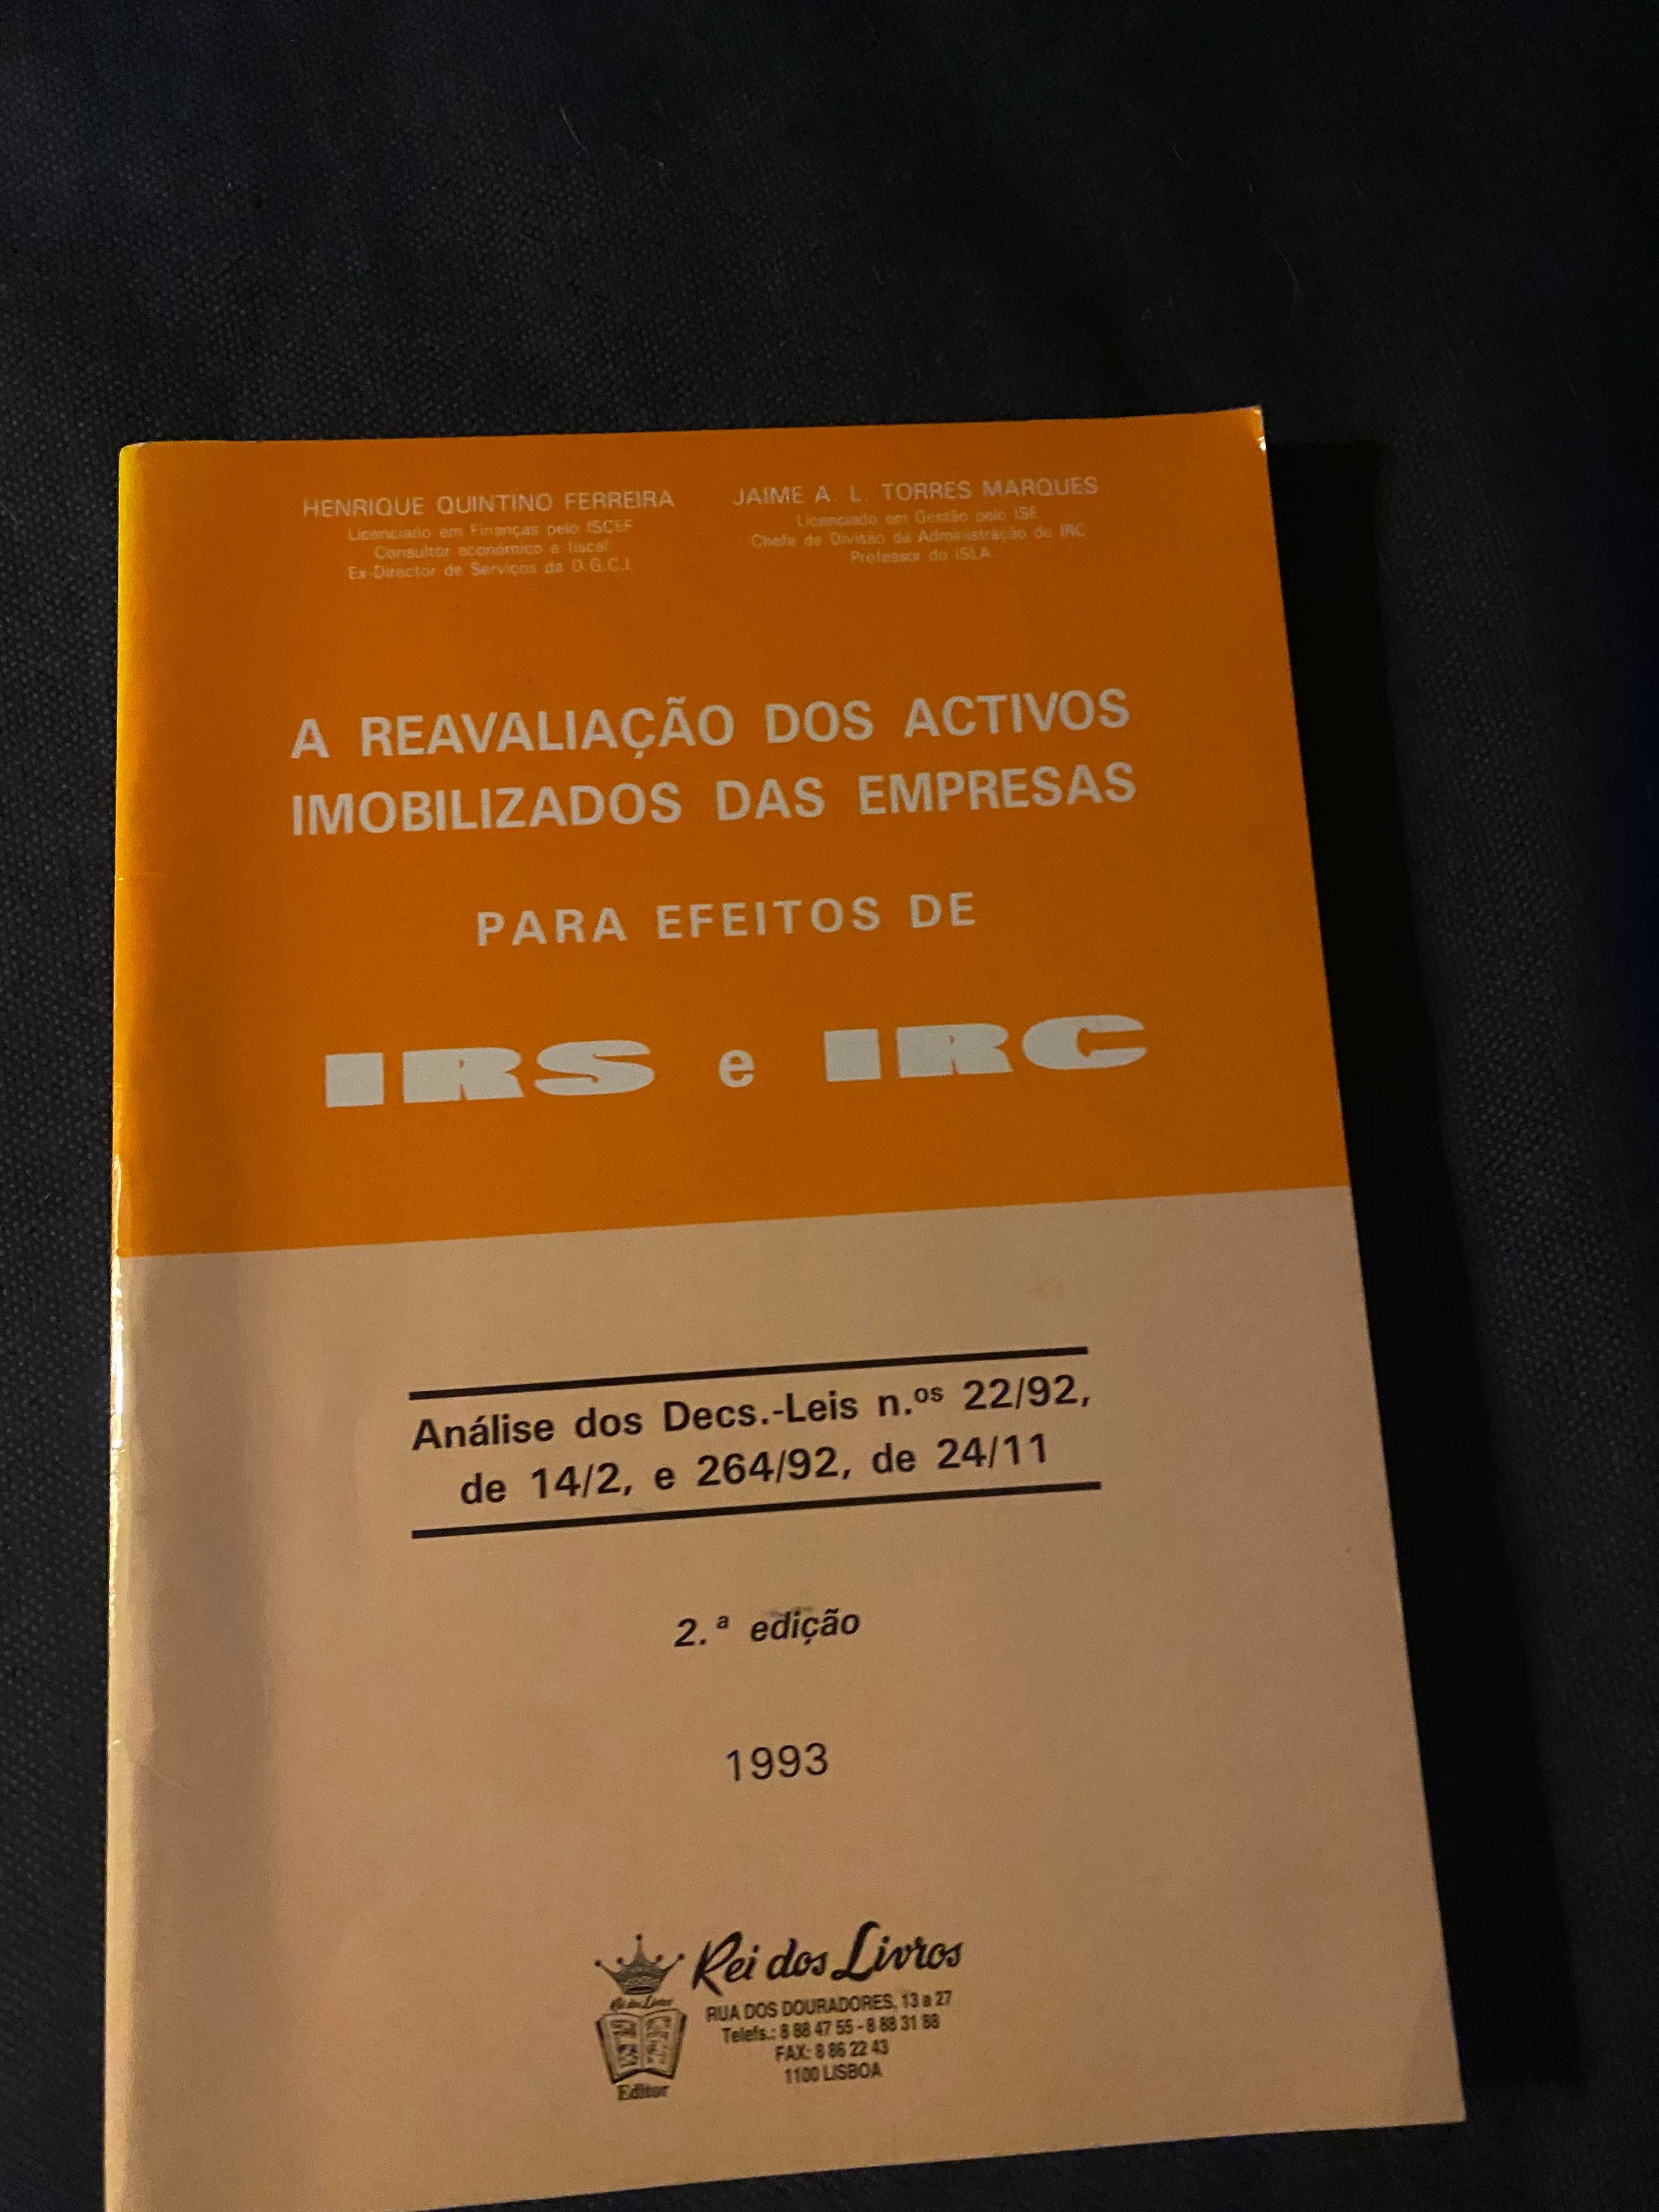 HENRIQUE QUINTINO FERREIRA
Licenciado em Finanças pelo ISCEF
Consultor económico e fiscal
Ex-Director de Serviços da D.G.C.I.
JAIME A. L. TORRES MARQUES
Licenciado em Gestão pelo ISE
Chefe de Divisão da Administração do IRC
Professor do ISLA
A REAVALIAÇÃO DOS ACTIVOS
IMOBILIZADOS DAS EMPRESAS
PARA EFEITOS DE
IRS e IRC
Análise dos Decs.-Leis n.os 22/92,
de 14/2, e 264/92, de 24/11
2.ª edição
1993
Rei dos Livros
RUA DOS DOURADORES, 13 a 27
Telefs.: 8 88 47 55 - 8 88 31 88
FAX: 8 86 22 43
1100 LISBOA
Rei dos Livros
Editor